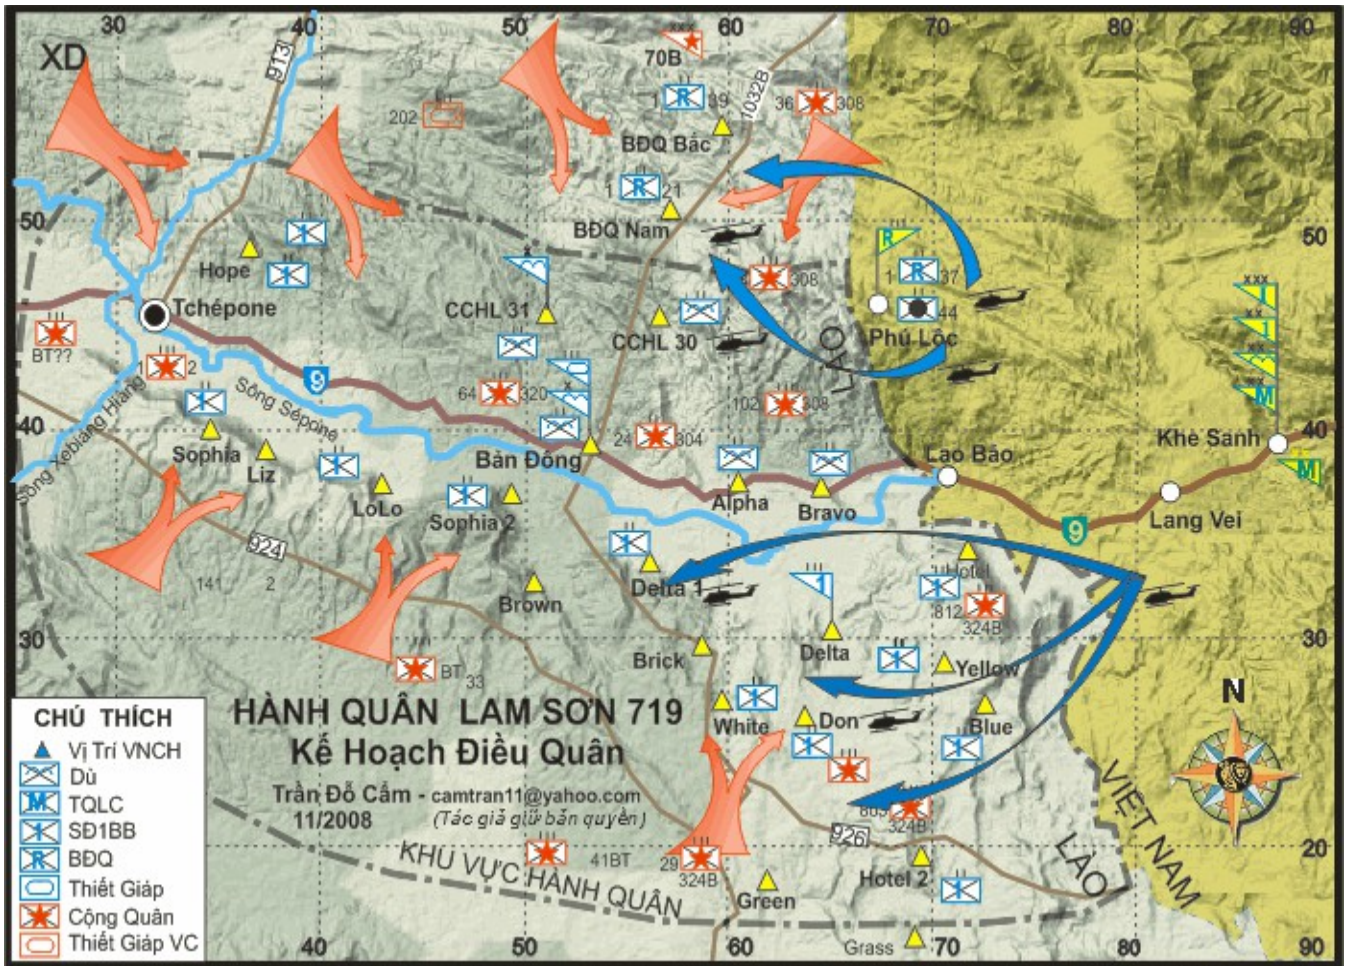 30
40
50
60
70
80
90
XD
913
xxx
70B
1 R 39
36 308
1032B
202
BĐQ Bắc
1 R 21
50
BĐQ Nam
50
Hope
R
1 R 37
Tchépone
CCHL 31
308
44
Phú Lộc
CCHL 30
BT??
1 2
9
64 320
102 308
LÀO
M
40
Sông Sépone
24 304
40
Khe Sanh
Sophia
Liz
Bản Đông
Lao Bảo
M
Sông Xebiang Hiang
LoLo
Sophia 2
Alpha
Bravo
Lang Vei
924
9
141 2
Delta 1
Hotel
Brown
1
812
324B
30
Brick
Delta
30
BT 33
Yellow
HÀNH QUÂN LAM SƠN 719
Kế Hoạch Điều Quân
White
Don
Blue
N
Trần Đỗ Cẩm - camtran11@yahoo.com
11/2008 (Tác giả giữ bản quyền)
324B
VIỆT NAM
926
LÀO
20
41BT
29
324B
KHU VỰC HÀNH QUÂN
Hotel 2
Green
Grass
40
50
60
70
80
90
CHÚ THÍCH
Vị Trí VNCH
Dù
M TQLC
SĐ1BB
R BĐQ
Thiết Giáp
Cộng Quân
Thiết Giáp VC